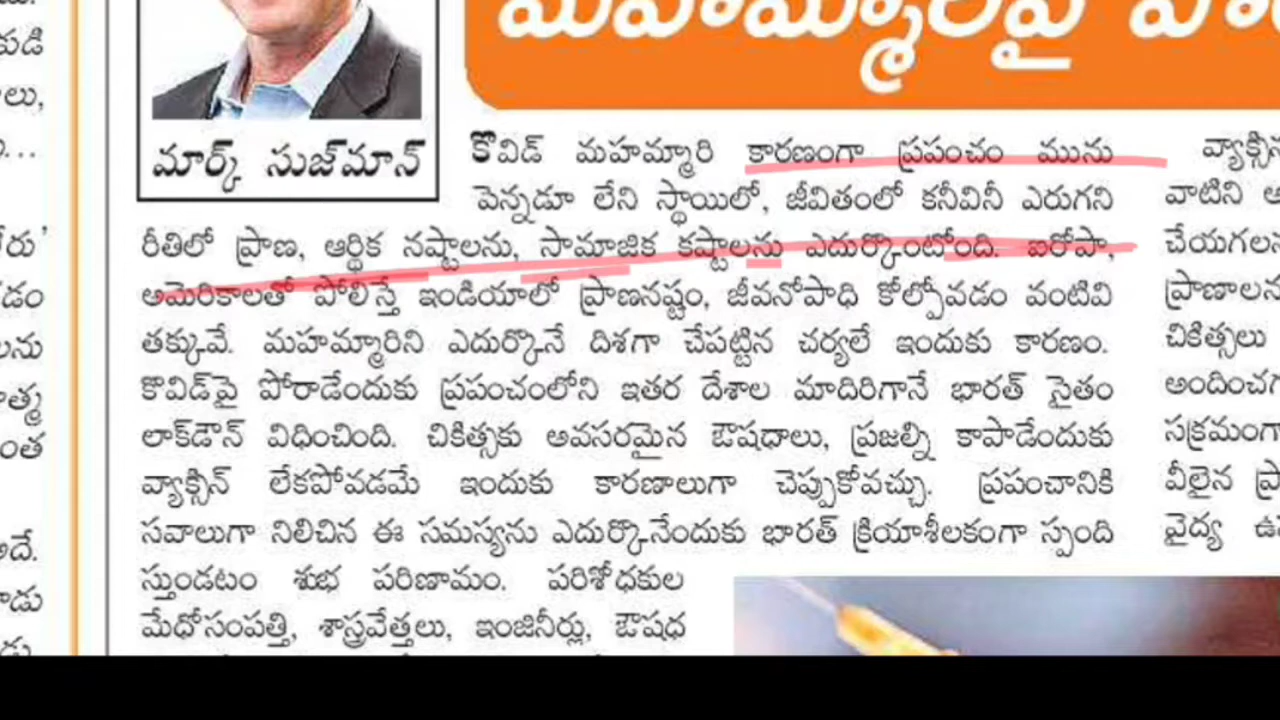 మహమ్మారిపై
మార్క్ సుజ్‌మాన్
కొవిడ్ మహమ్మారి కారణంగా ప్రపంచం మును
పెన్నడూ లేని స్థాయిలో, జీవితంలో కనీవినీ ఎరుగని
రీతిలో ప్రాణ, ఆర్థిక నష్టాలను, సామాజిక కష్టాలను ఎదుర్కొంటోంది. ఐరోపా,
అమెరికాలతో పోలిస్తే ఇండియాలో ప్రాణనష్టం, జీవనోపాధి కోల్పోవడం వంటివి
తక్కువే. మహమ్మారిని ఎదుర్కొనే దిశగా చేపట్టిన చర్యలే ఇందుకు కారణం.
కొవిడ్‌పై పోరాడేందుకు ప్రపంచంలోని ఇతర దేశాల మాదిరిగానే భారత్ సైతం
లాక్‌డౌన్ విధించింది. చికిత్సకు అవసరమైన ఔషధాలు, ప్రజల్ని కాపాడేందుకు
వ్యాక్సిన్ లేకపోవడమే ఇందుకు కారణాలుగా చెప్పుకోవచ్చు. ప్రపంచానికి
సవాలుగా నిలిచిన ఈ సమస్యను ఎదుర్కొనేందుకు భారత్ క్రియాశీలకంగా స్పంది
స్తుండటం శుభ పరిణామం. పరిశోధకుల
మేధోసంపత్తి, శాస్త్రవేత్తలు, ఇంజినీర్లు, ఔషధ
వాటిని
చికిత్సలు
వీలైన
వైద్య